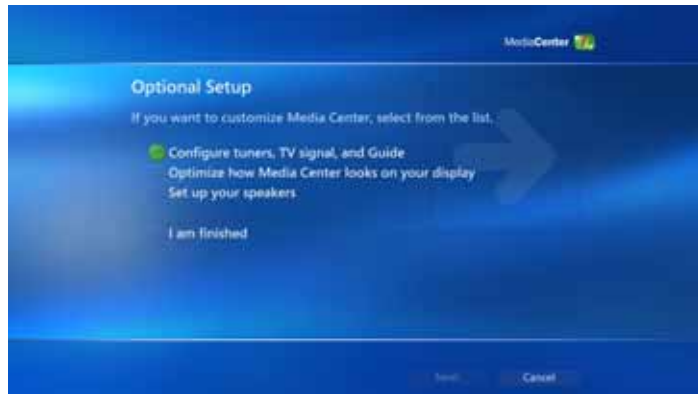 MediaCenter
Optional Setup
If you want to customize Media Center, select from the list.
Configure tuners, TV signal, and Guide
Optimize how Media Center looks on your display
Set up your speakers
I am finished
Next Cancel